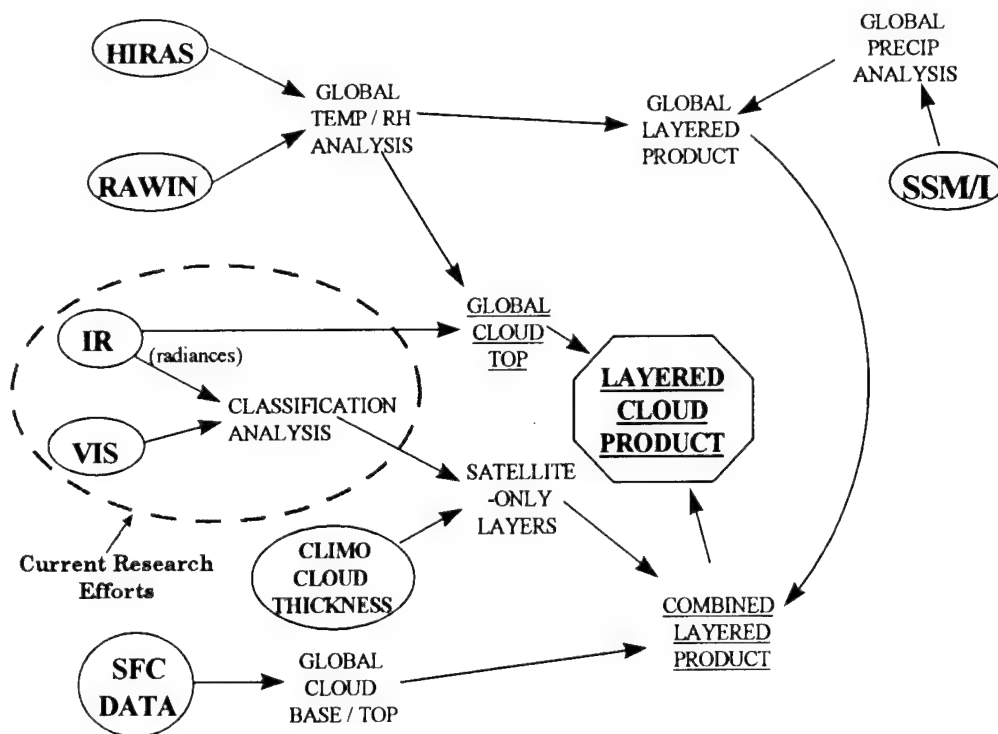 HIRAS
GLOBAL
PRECIP
ANALYSIS
GLOBAL
TEMP / RH
ANALYSIS
GLOBAL
LAYERED
PRODUCT
RAWIN
SSM/I
GLOBAL
CLOUD
TOP
IR
(radiances)
LAYERED
CLOUD
PRODUCT
CLASSIFICATION
ANALYSIS
VIS
SATELLITE
-ONLY
LAYERS
Current Research
Efforts
CLIMO
CLOUD
THICKNESS
COMBINED
LAYERED
PRODUCT
SFC
DATA
GLOBAL
CLOUD
BASE / TOP